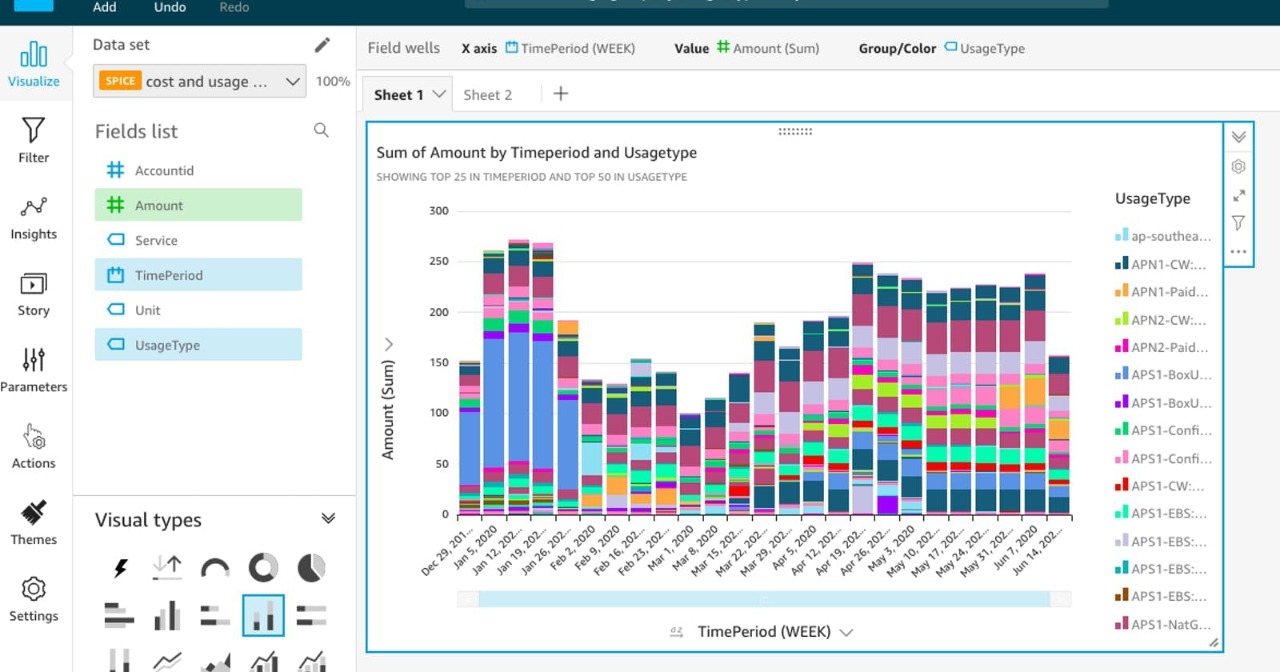 Add Undo Redo
Data set
SPICE cost and usage ... 100%
Visualize
Filter
Insights
Story
Parameters
Actions
Themes
Settings
Fields list
Accountid
Amount
Service
TimePeriod
Unit
UsageType
Visual types
Field wells X axis TimePeriod (WEEK) Value Amount (Sum) Group/Color UsageType
Sheet 1 Sheet 2 +
Sum of Amount by Timeperiod and Usagetype
SHOWING TOP 25 IN TIMEPERIOD AND TOP 50 IN USAGETYPE
Amount (Sum)
300
250
200
150
100
50
0
Dec 29, 201...
Jan 5, 2020
Jan 12, 202...
Jan 19, 202...
Jan 26, 202...
Feb 2, 2020
Feb 9, 2020
Feb 16, 202...
Feb 23, 202...
Mar 1, 2020
Mar 8, 2020
Mar 15, 202...
Mar 22, 202...
Mar 29, 202...
Apr 5, 2020
Apr 12, 202...
Apr 19, 202...
Apr 26, 202...
May 3, 2020
May 10, 202...
May 17, 202...
May 24, 202...
May 31, 202...
Jun 7, 2020
Jun 14, 202...
TimePeriod (WEEK)
UsageType
ap-southea...
APN1-CW:...
APN1-Paid...
APN2-CW:...
APN2-Paid...
APS1-BoxU...
APS1-BoxU...
APS1-Confi...
APS1-Confi...
APS1-CW:...
APS1-EBS:...
APS1-EBS:...
APS1-EBS:...
APS1-EBS:...
APS1-NatG...